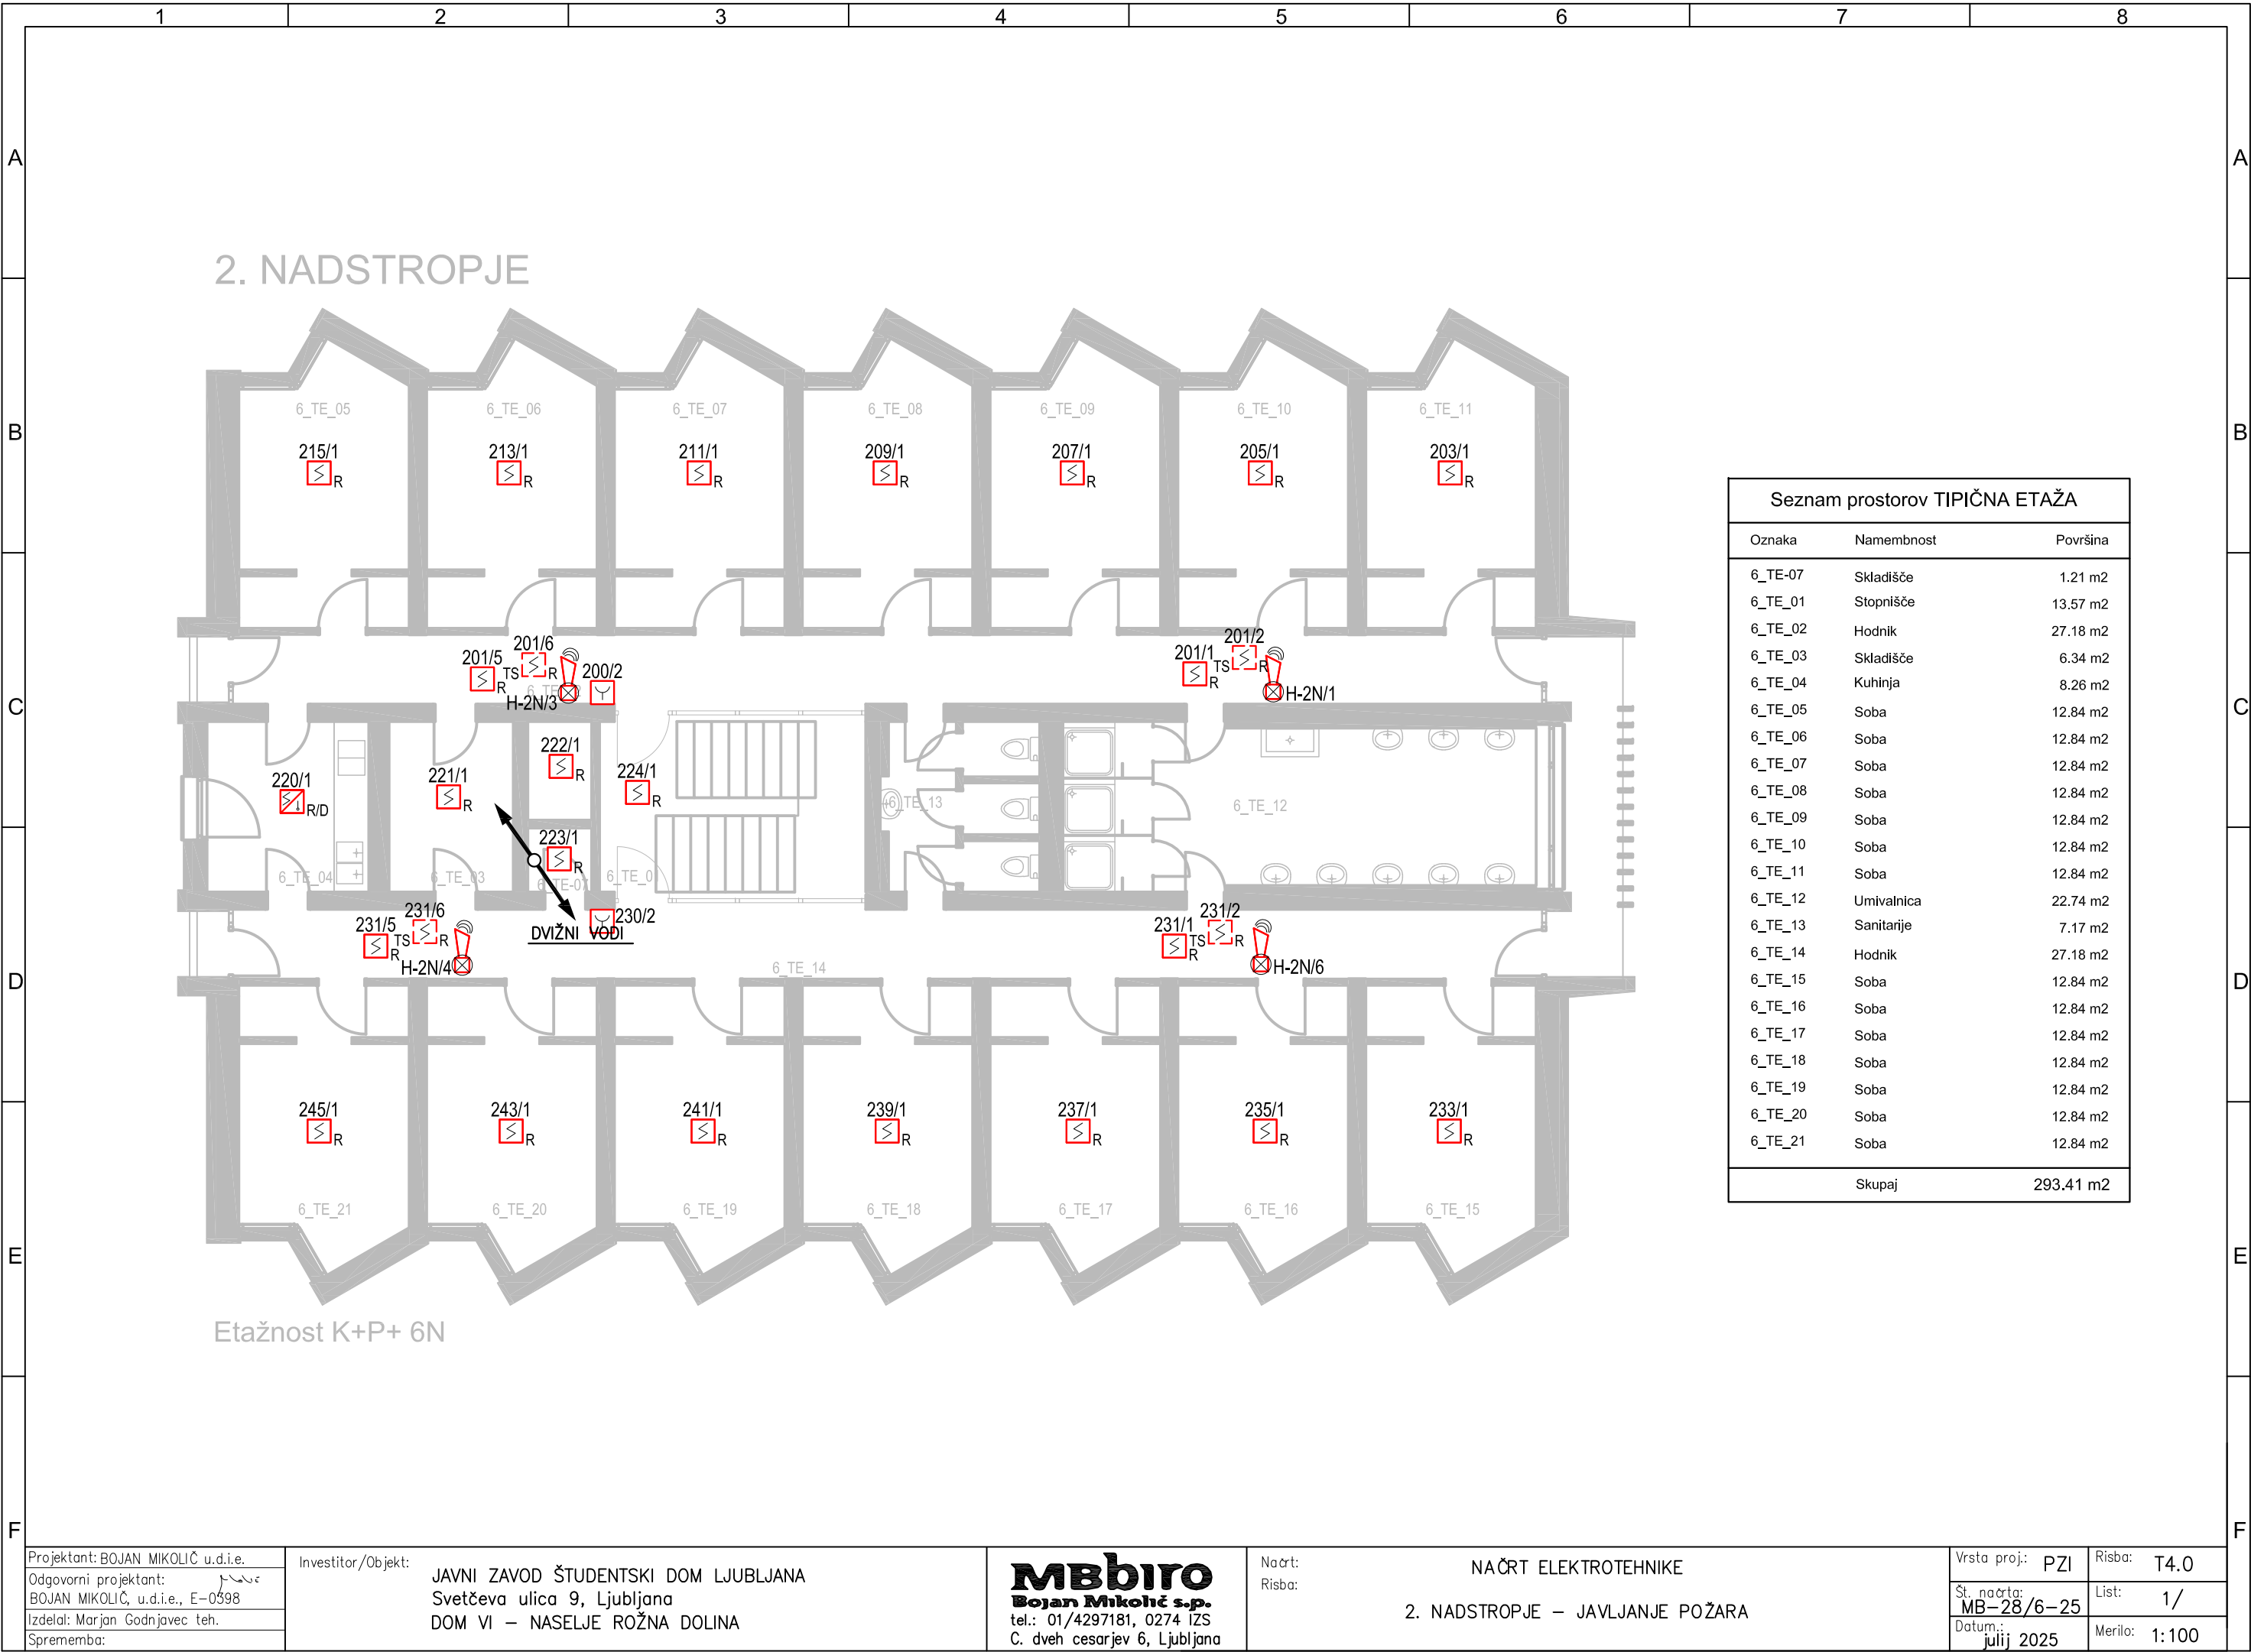 1 2 3 4 5 6 7 8
A A
B B
C C
D D
E E
F F
2. NADSTROPJE
6_TE_05 6_TE_06 6_TE_07 6_TE_08 6_TE_09 6_TE_10 6_TE_11
215/1 213/1 211/1 209/1 207/1 205/1 203/1
R R R R R R R
201/5 R TS 201/6 R 200/2 H-2N/3
201/1 R TS 201/2 R H-2N/1
220/1 R/D
221/1 R
222/1 R
223/1 R
224/1 R
6_TE_04 6_TE_03 6_TE-07 6_TE_0 6_TE_13 6_TE_12
231/5 R TS 231/6 R H-2N/4
DVIŽNI VODI
230/2
231/1 R TS 231/2 R H-2N/6
6_TE_14
245/1 243/1 241/1 239/1 237/1 235/1 233/1
R R R R R R R
6_TE_21 6_TE_20 6_TE_19 6_TE_18 6_TE_17 6_TE_16 6_TE_15
Etažnost K+P+ 6N
Seznam prostorov TIPIČNA ETAŽA
Oznaka Namembnost Površina
6_TE-07 Skladišče 1.21 m2
6_TE_01 Stopnišče 13.57 m2
6_TE_02 Hodnik 27.18 m2
6_TE_03 Skladišče 6.34 m2
6_TE_04 Kuhinja 8.26 m2
6_TE_05 Soba 12.84 m2
6_TE_06 Soba 12.84 m2
6_TE_07 Soba 12.84 m2
6_TE_08 Soba 12.84 m2
6_TE_09 Soba 12.84 m2
6_TE_10 Soba 12.84 m2
6_TE_11 Soba 12.84 m2
6_TE_12 Umivalnica 22.74 m2
6_TE_13 Sanitarije 7.17 m2
6_TE_14 Hodnik 27.18 m2
6_TE_15 Soba 12.84 m2
6_TE_16 Soba 12.84 m2
6_TE_17 Soba 12.84 m2
6_TE_18 Soba 12.84 m2
6_TE_19 Soba 12.84 m2
6_TE_20 Soba 12.84 m2
6_TE_21 Soba 12.84 m2
Skupaj 293.41 m2
Projektant: BOJAN MIKOLIČ u.d.i.e.
Odgovorni projektant:
BOJAN MIKOLIČ, u.d.i.e., E-0398
Izdelal: Marjan Godnjavec teh.
Sprememba:
Investitor/Objekt:
JAVNI ZAVOD ŠTUDENTSKI DOM LJUBLJANA
Svetčeva ulica 9, Ljubljana
DOM VI – NASELJE ROŽNA DOLINA
MBbiro
Bojan Mikolič s.p.
tel.: 01/4297181, 0274 IZS
C. dveh cesarjev 6, Ljubljana
Načrt: NAČRT ELEKTROTEHNIKE
Risba:
2. NADSTROPJE – JAVLJANJE POŽARA
Vrsta proj.: PZI
Št. načrta:
MB-28/6-25
Datum.:
julij 2025
Risba: T4.0
List: 1/
Merilo: 1:100